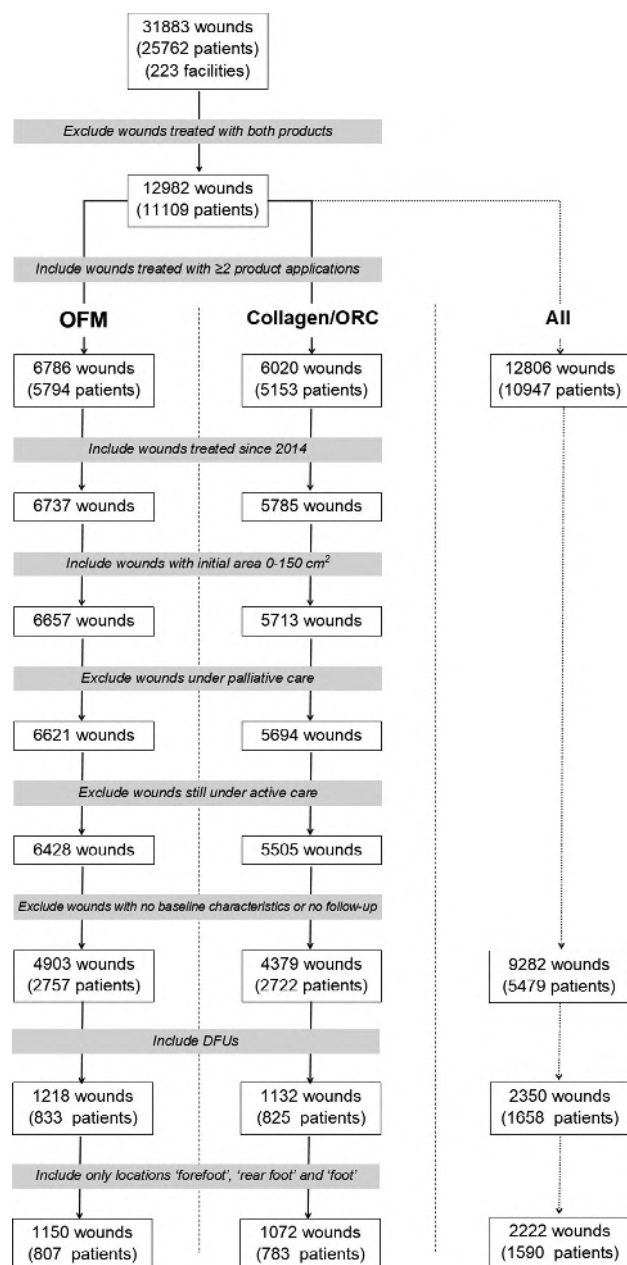 31883 wounds
(25762 patients)
(223 facilities)
Exclude wounds treated with both products
12982 wounds
(11109 patients)
Include wounds treated with ≥2 product applications
OFM
Collagen/ORC
All
6786 wounds
(5794 patients)
6020 wounds
(5153 patients)
12806 wounds
(10947 patients)
Include wounds treated since 2014
6737 wounds
5785 wounds
Include wounds with initial area 0-150 cm²
6657 wounds
5713 wounds
Exclude wounds under palliative care
6621 wounds
5694 wounds
Exclude wounds still under active care
6428 wounds
5505 wounds
Exclude wounds with no baseline characteristics or no follow-up
4903 wounds
(2757 patients)
4379 wounds
(2722 patients)
9282 wounds
(5479 patients)
Include DFUs
1218 wounds
(833 patients)
1132 wounds
(825 patients)
2350 wounds
(1658 patients)
Include only locations 'forefoot', 'rear foot' and 'foot'
1150 wounds
(807 patients)
1072 wounds
(783 patients)
2222 wounds
(1590 patients)